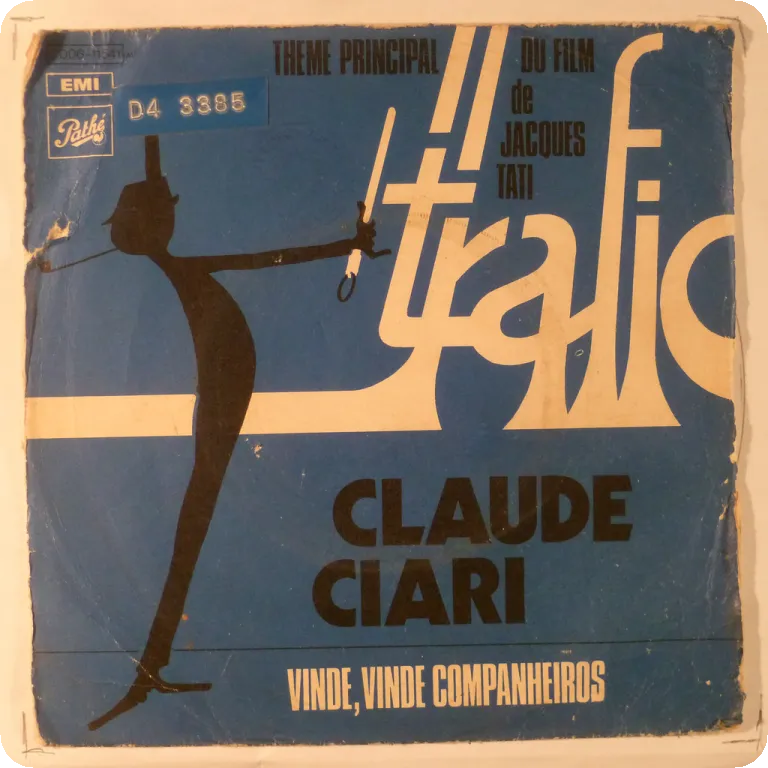 THEME PRINCIPAL DU FILM
de
JACQUES
TATI
EMI
D4 3385
Pathé
trafic
CLAUDE
CIARI
VINDE, VINDE COMPANHEIROS